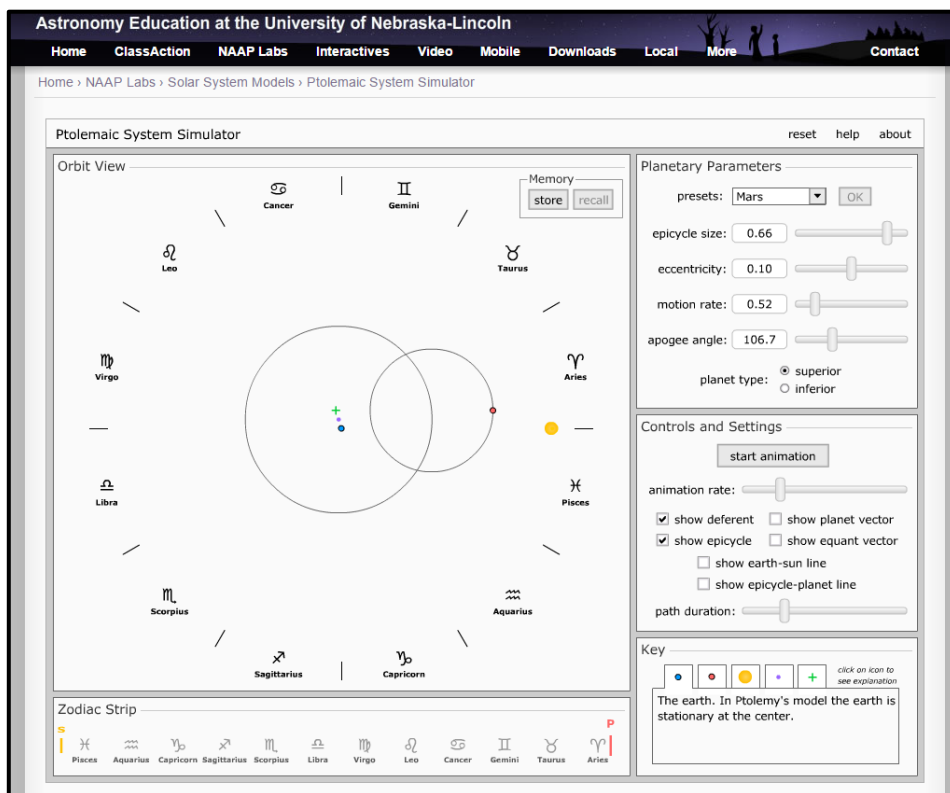 Astronomy Education at the University of Nebraska-Lincoln
Home ClassAction NAAP Labs Interactives Video Mobile Downloads Local More Contact
Home › NAAP Labs › Solar System Models › Ptolemaic System Simulator
Ptolemaic System Simulator reset help about
Orbit View
Memory
store recall
Cancer
Gemini
Leo
Taurus
Virgo
Aries
Libra
Pisces
Scorpius
Aquarius
Sagittarius
Capricorn
Planetary Parameters
presets: Mars OK
epicycle size: 0.66
eccentricity: 0.10
motion rate: 0.52
apogee angle: 106.7
planet type: superior
inferior
Controls and Settings
start animation
animation rate:
show deferent show planet vector
show epicycle show equant vector
show earth-sun line
show epicycle-planet line
path duration:
Key
click on icon to
see explanation
The earth. In Ptolemy's model the earth is
stationary at the center.
Zodiac Strip
S P
Pisces Aquarius Capricorn Sagittarius Scorpius Libra Virgo Leo Cancer Gemini Taurus Aries